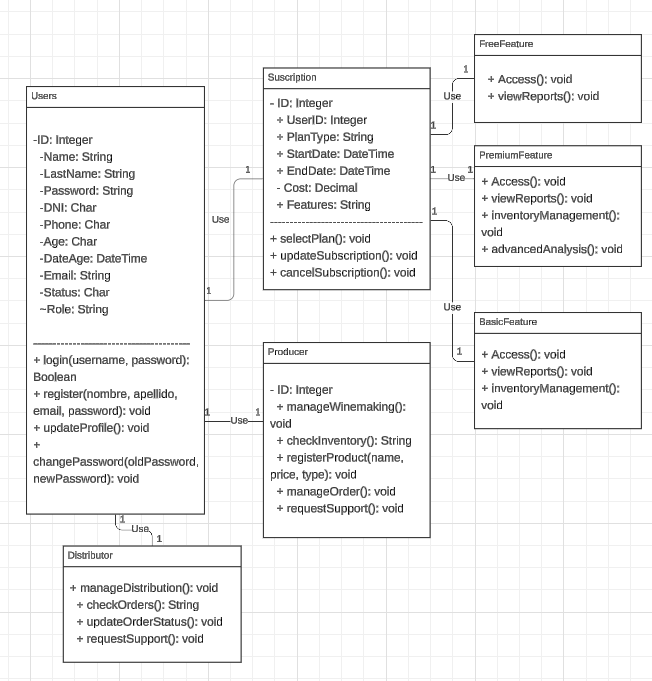 Users
-ID: Integer
-Name: String
-LastName: String
-Password: String
-DNI: Char
-Phone: Char
-Age: Char
-DateAge: DateTime
-Email: String
-Status: Char
~Role: String
--------------------------------------
+ login(username, password):
Boolean
+ register(nombre, apellido,
email, password): void
+ updateProfile(): void
+
changePassword(oldPassword,
newPassword): void
1
Use
1
Suscription
- ID: Integer
+ UserID: Integer
+ PlanType: String
+ StartDate: DateTime
+ EndDate: DateTime
- Cost: Decimal
+ Features: String
--------------------------------------
+ selectPlan(): void
+ updateSubscription(): void
+ cancelSubscription(): void
1
Use
1
FreeFeature
+ Access(): void
+ viewReports(): void
1
Use
1
PremiumFeature
+ Access(): void
+ viewReports(): void
+ inventoryManagement():
void
+ advancedAnalysis(): void
1
Use
1
BasicFeature
+ Access(): void
+ viewReports(): void
+ inventoryManagement():
void
1
Use
1
Producer
- ID: Integer
+ manageWinemaking():
void
+ checkInventory(): String
+ registerProduct(name,
price, type): void
+ manageOrder(): void
+ requestSupport(): void
1
Use
1
Distributor
+ manageDistribution(): void
+ checkOrders(): String
+ updateOrderStatus(): void
+ requestSupport(): void